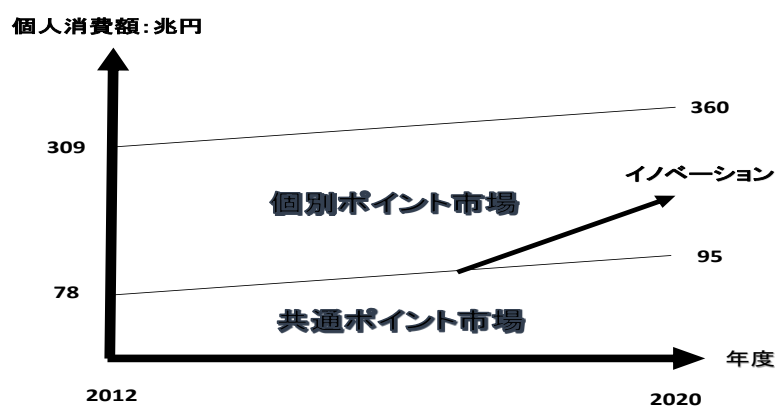 個人消費額:兆円
360
309
イノベーション
個別ポイント市場
95
78
共通ポイント市場
年度
2012
2020